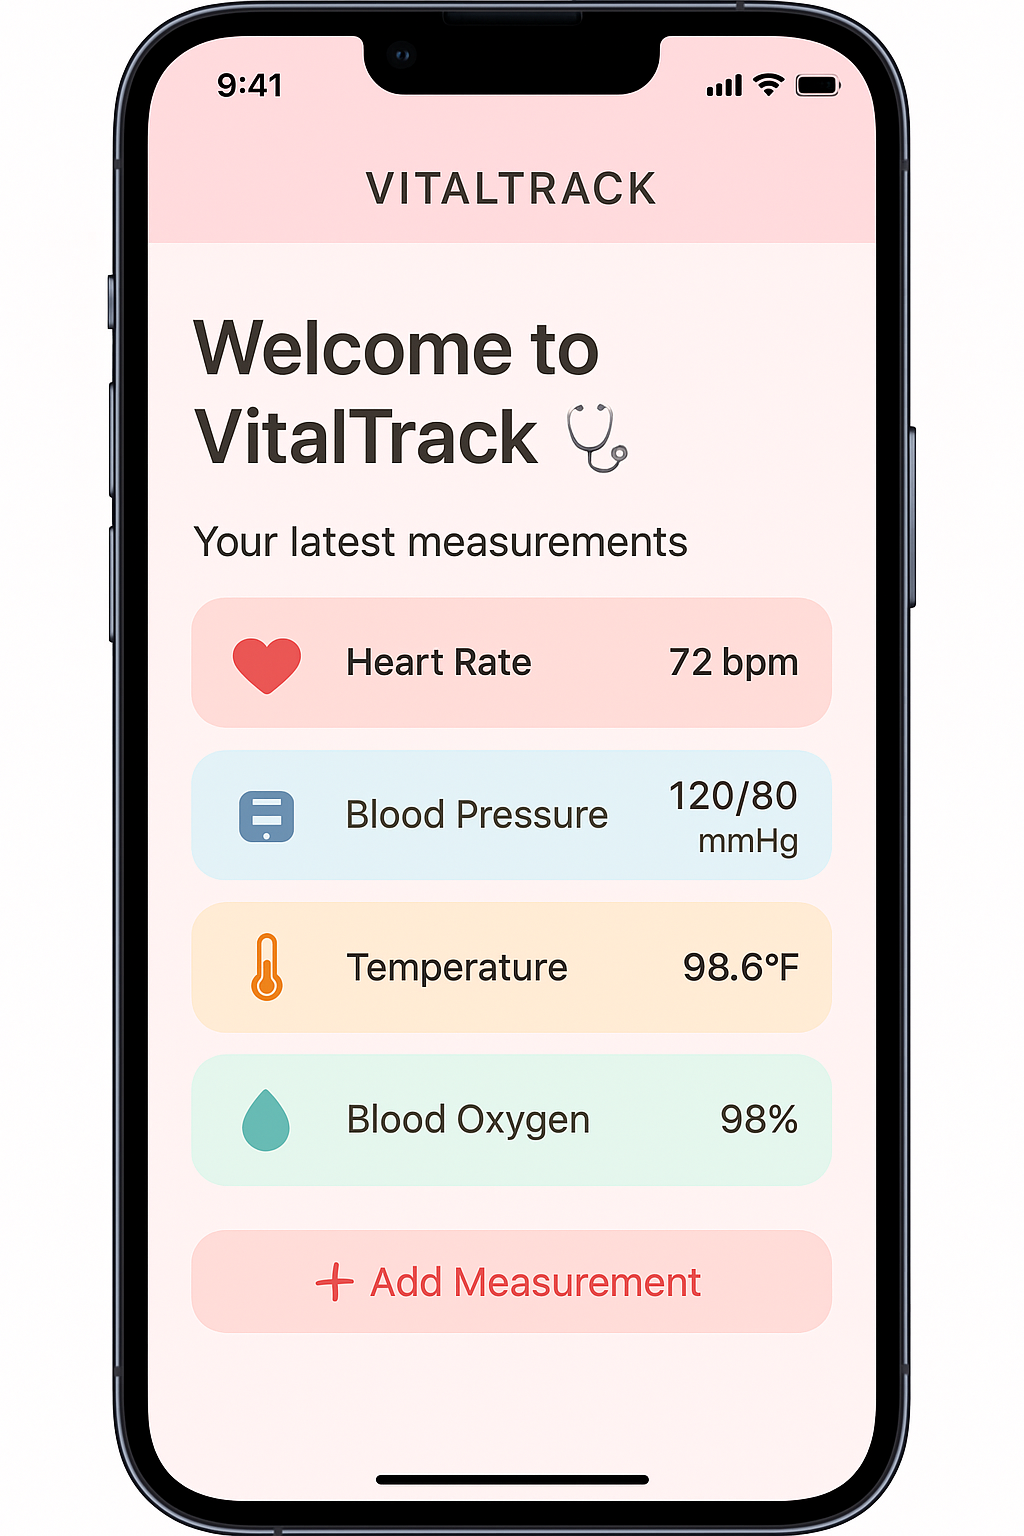 9:41
VITALTRACK
Welcome to
VitalTrack
Your latest measurements
Heart Rate 72 bpm
Blood Pressure 120/80
mmHg
Temperature 98.6°F
Blood Oxygen 98%
+ Add Measurement